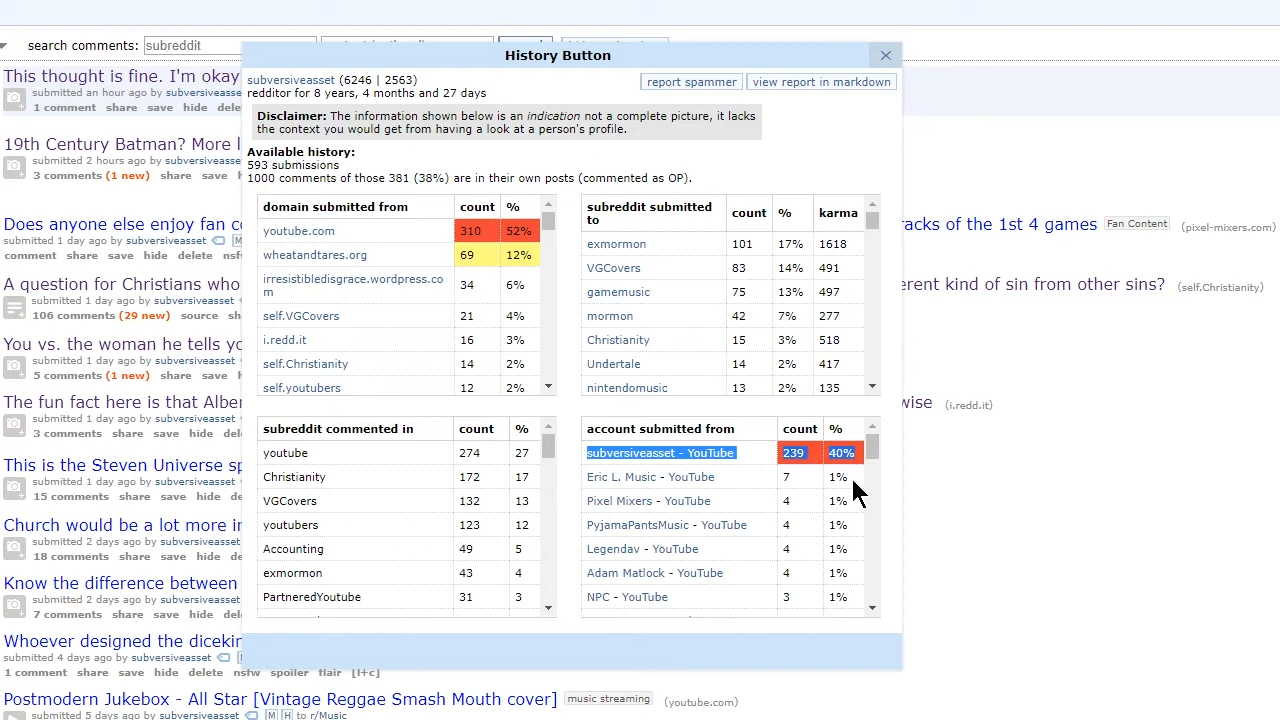 search comments: subreddit
This thought is fine. I'm okay
submitted an hour ago by subversiveasse
1 comment share save hide dele
19th Century Batman? More l
submitted 2 hours ago by subversiveasse
3 comments (1 new) share save h
Does anyone else enjoy fan co
racks of the 1st 4 games Fan Content (pixel-mixers.com)
submitted 1 day ago by subversiveasset
comment share save hide delete nsf
A question for Christians who
erent kind of sin from other sins? (self.Christianity)
submitted 1 day ago by subversiveasset
106 comments (29 new) source sh
You vs. the woman he tells yo
submitted 1 day ago by subversiveasset
5 comments (1 new) share save h
The fun fact here is that Alber
wise (i.redd.it)
submitted 1 day ago by subversiveasset
3 comments share save hide dele
This is the Steven Universe sp
submitted 1 day ago by subversiveasset
15 comments share save hide del
Church would be a lot more in
submitted 2 days ago by subversiveasse
18 comments share save hide del
Know the difference between
submitted 2 days ago by subversiveasse
7 comments share save hide dele
Whoever designed the dicekin
submitted 4 days ago by subversiveasset
1 comment share save hide delete nsfw spoiler flair [l+c]
Postmodern Jukebox - All Star [Vintage Reggae Smash Mouth cover] music streaming (youtube.com)
submitted 5 days ago by subversiveasset M H to r/Music
History Button
subversiveasset (6246 | 2563)
report spammer view report in markdown
redditor for 8 years, 4 months and 27 days
Disclaimer: The information shown below is an indication not a complete picture, it lacks
the context you would get from having a look at a person's profile.
Available history:
593 submissions
1000 comments of those 381 (38%) are in their own posts (commented as OP).
domain submitted from count %
youtube.com 310 52%
wheatandtares.org 69 12%
irresistibledisgrace.wordpress.co
m 34 6%
self.VGCovers 21 4%
i.redd.it 16 3%
self.Christianity 14 2%
self.youtubers 12 2%
subreddit submitted
to count % karma
exmormon 101 17% 1618
VGCovers 83 14% 491
gamemusic 75 13% 497
mormon 42 7% 277
Christianity 15 3% 518
Undertale 14 2% 417
nintendomusic 13 2% 135
subreddit commented in count %
youtube 274 27
Christianity 172 17
VGCovers 132 13
youtubers 123 12
Accounting 49 5
exmormon 43 4
PartneredYoutube 31 3
account submitted from count %
subversiveasset - YouTube 239 40%
Eric L. Music - YouTube 7 1%
Pixel Mixers - YouTube 4 1%
PyjamaPantsMusic - YouTube 4 1%
Legendav - YouTube 4 1%
Adam Matlock - YouTube 4 1%
NPC - YouTube 3 1%